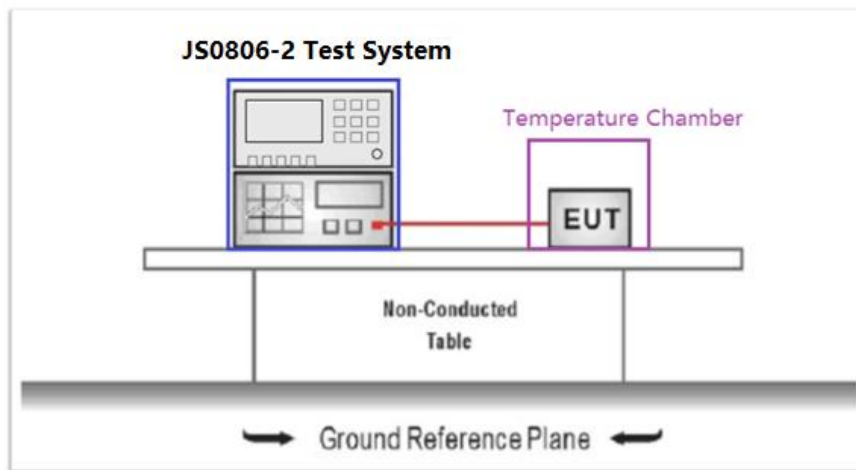 JS0806-2 Test System
Temperature Chamber
EUT
Non-Conducted
Table
Ground Reference Plane